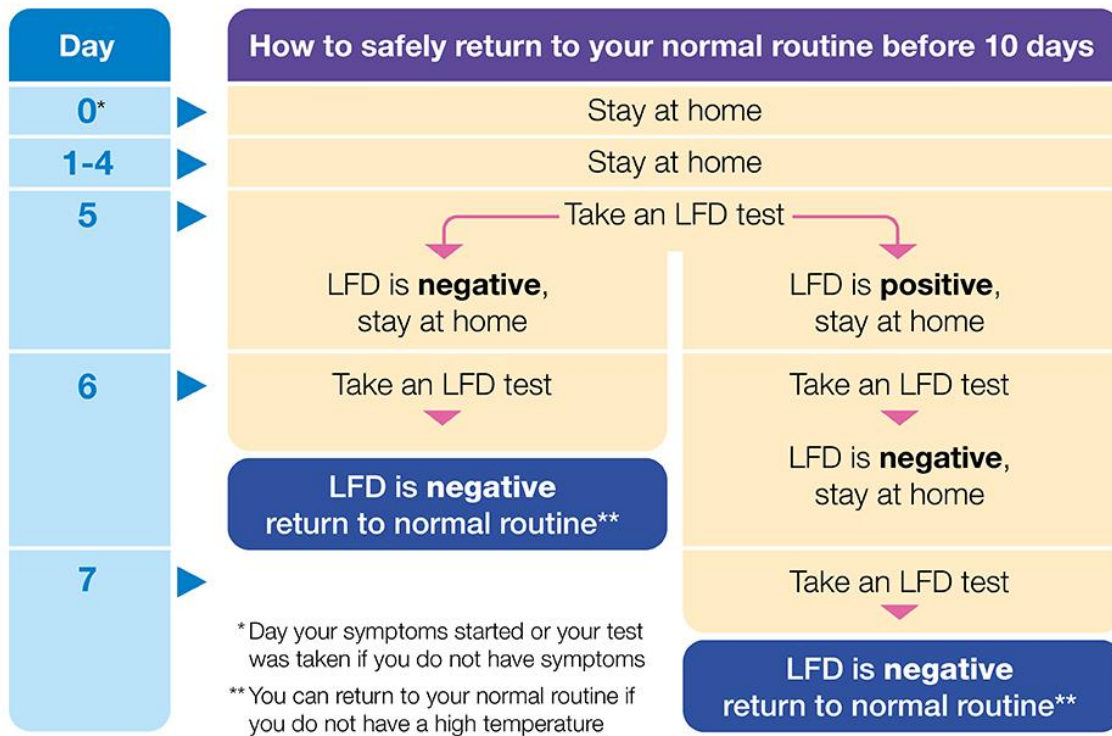 Day
How to safely return to your normal routine before 10 days
0*
Stay at home
1-4
Stay at home
5
Take an LFD test
LFD is negative,
stay at home
LFD is positive,
stay at home
6
Take an LFD test
LFD is negative
return to normal routine**
Take an LFD test
LFD is negative,
stay at home
7
Take an LFD test
LFD is negative
return to normal routine**
* Day your symptoms started or your test
was taken if you do not have symptoms
** You can return to your normal routine if
you do not have a high temperature